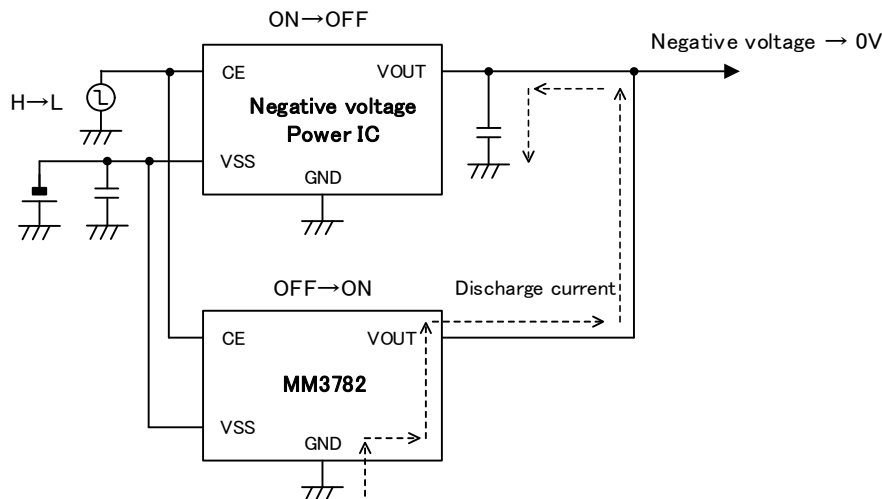 ON→OFF
Negative voltage → 0V
CE
VOUT
H→L
Negative voltage
Power IC
VSS
GND
OFF→ON
Discharge current
CE
VOUT
MM3782
VSS
GND